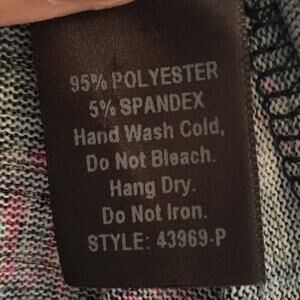 95% POLYESTER
5% SPANDEX
Hand Wash Cold,
Do Not Bleach.
Hang Dry.
Do Not Iron.
STYLE: 43969-P